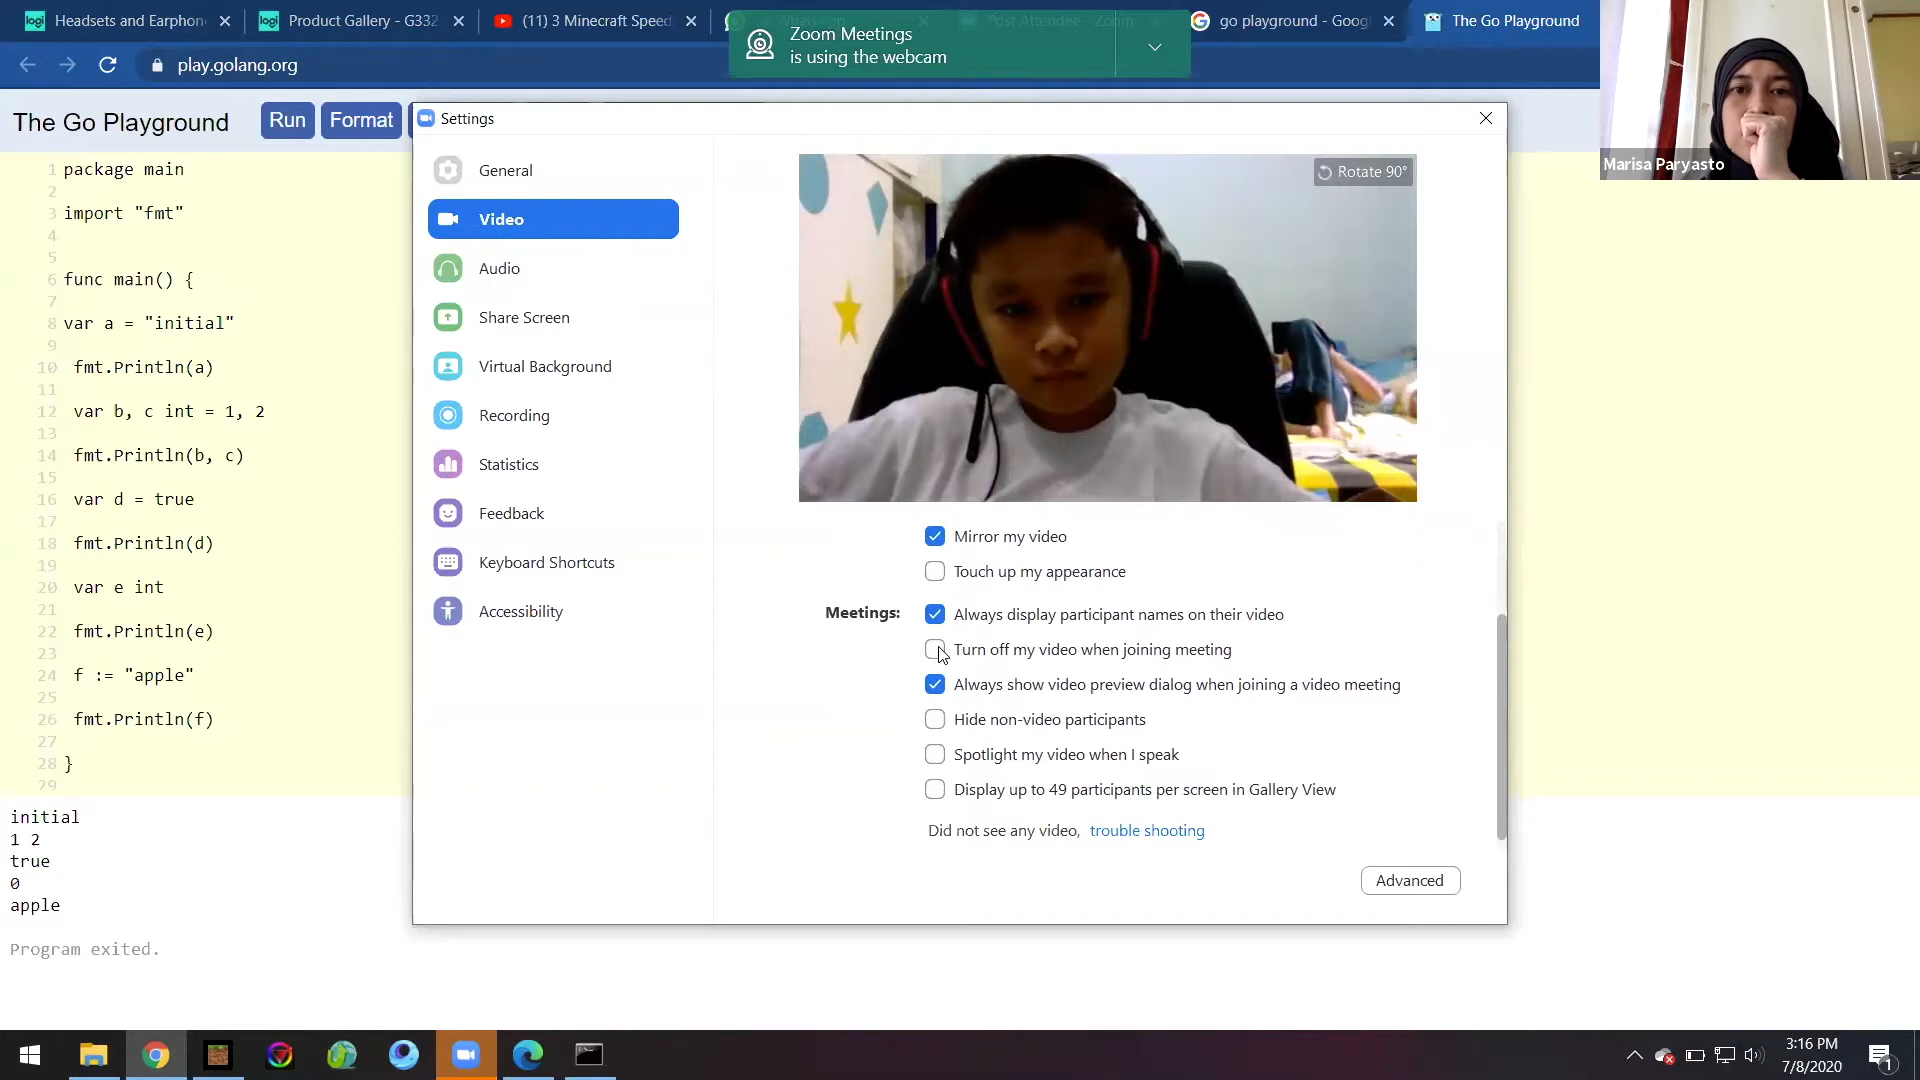 Headsets and Earphon
Product Gallery - G332
(11) 3 Minecraft Speed
Post Attendee - Zoom
go playground - Goog
The Go Playground
Zoom Meetings
is using the webcam
play.golang.org
The Go Playground
Run
Format
1 package main
2
3 import "fmt"
4
5
6 func main() {
7
8 var a = "initial"
9
10 fmt.Println(a)
11
12 var b, c int = 1, 2
13
14 fmt.Println(b, c)
15
16 var d = true
17
18 fmt.Println(d)
19
20 var e int
21
22 fmt.Println(e)
23
24 f := "apple"
25
26 fmt.Println(f)
27
28 }
29
initial
1 2
true
0
apple
Program exited.
Settings
General
Video
Audio
Share Screen
Virtual Background
Recording
Statistics
Feedback
Keyboard Shortcuts
Accessibility
Rotate 90°
Mirror my video
Touch up my appearance
Meetings:
Always display participant names on their video
Turn off my video when joining meeting
Always show video preview dialog when joining a video meeting
Hide non-video participants
Spotlight my video when I speak
Display up to 49 participants per screen in Gallery View
Did not see any video, trouble shooting
Advanced
Marisa Paryasto
3:16 PM
7/8/2020
1